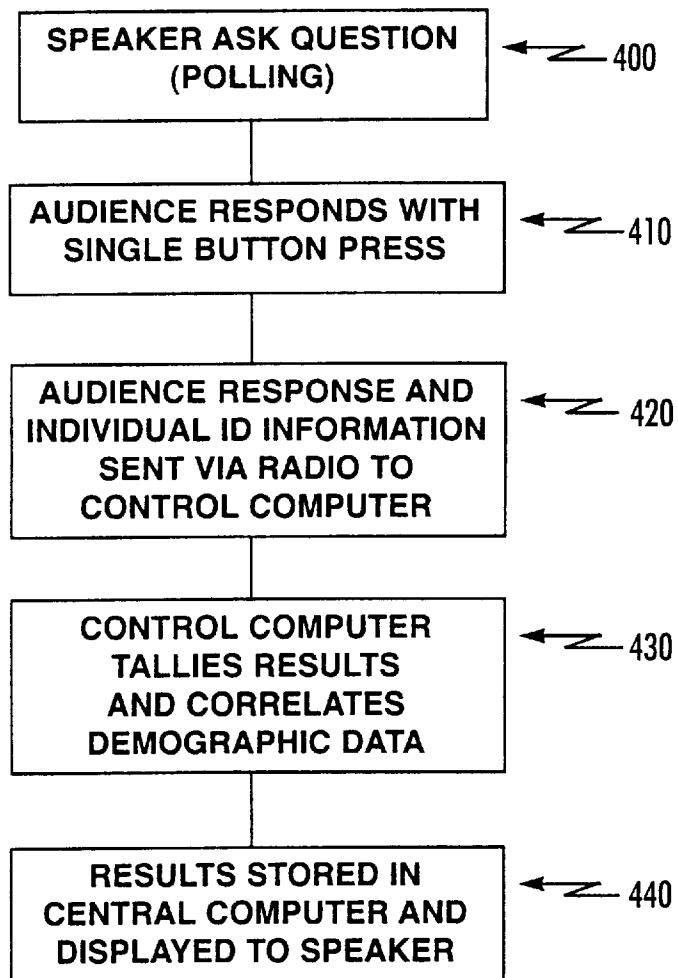 SPEAKER ASK QUESTION
(POLLING)
400
AUDIENCE RESPONDS WITH
SINGLE BUTTON PRESS
410
AUDIENCE RESPONSE AND
INDIVIDUAL ID INFORMATION
SENT VIA RADIO TO
CONTROL COMPUTER
420
CONTROL COMPUTER
TALLIES RESULTS
AND CORRELATES
DEMOGRAPHIC DATA
430
RESULTS STORED IN
CENTRAL COMPUTER AND
DISPLAYED TO SPEAKER
440